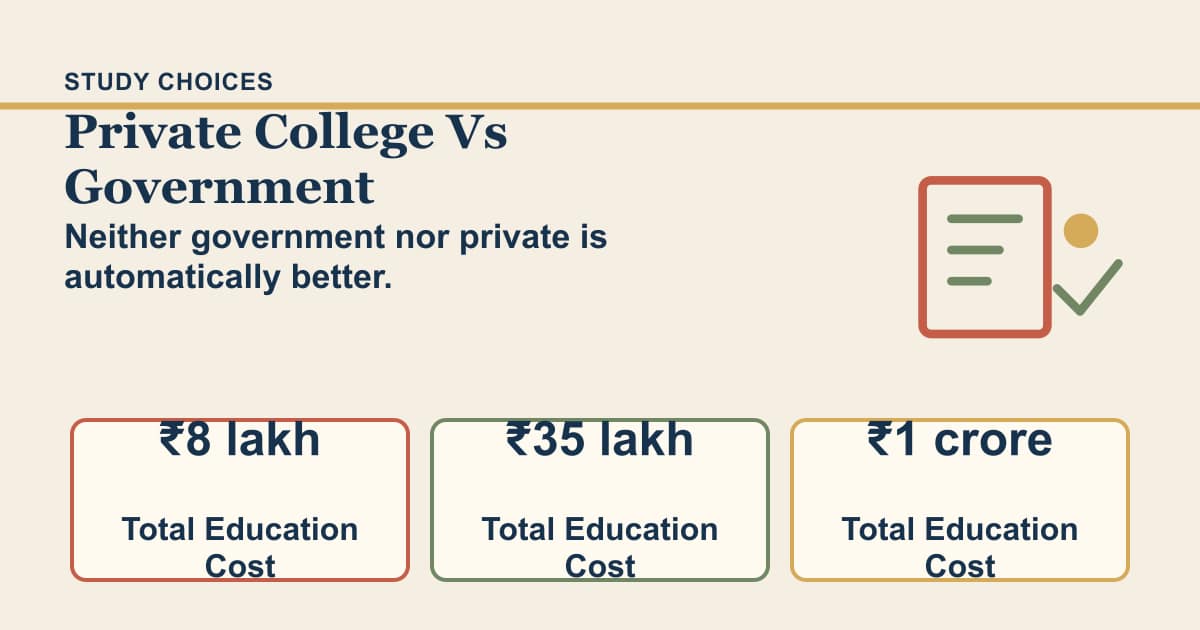 STUDY CHOICES
Private College Vs
Government
Neither government nor private is
automatically better.
₹8 lakh
Total Education
Cost
₹35 lakh
Total Education
Cost
₹1 crore
Total Education
Cost